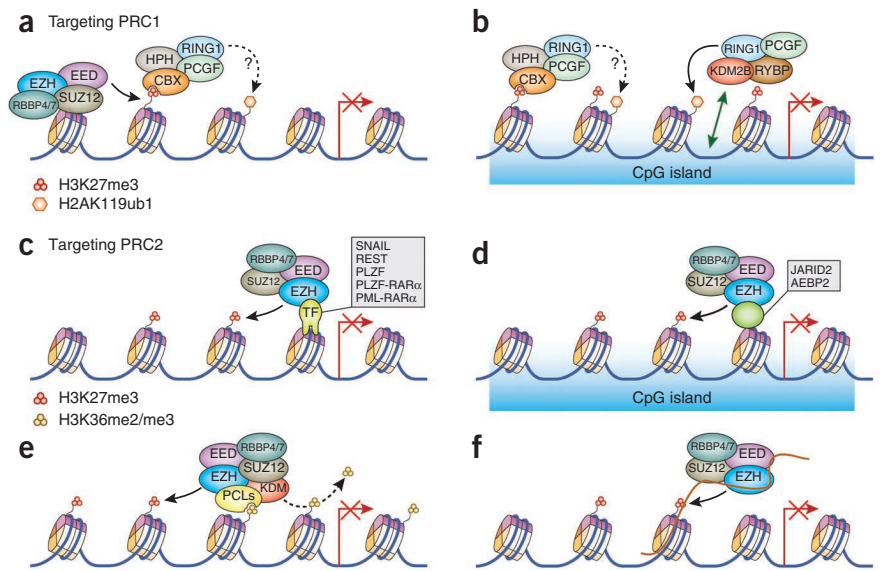 a Targeting PRC1
EZH
EED
RBBP4/7
SUZ12
HPH
RING1
PCGF
CBX
?
H3K27me3
H2AK119ub1
b
HPH
RING1
PCGF
CBX
?
RING1
PCGF
KDM2B
RYBP
CpG island
c Targeting PRC2
RBBP4/7
EED
SUZ12
EZH
TF
SNAIL
REST
PLZF
PLZF-RARα
PML-RARα
H3K27me3
H3K36me2/me3
d
RBBP4/7
EED
SUZ12
EZH
JARID2
AEBP2
CpG island
e
EED
RBBP4/7
SUZ12
EZH
KDM
PCLs
f
RBBP4/7
EED
SUZ12
EZH